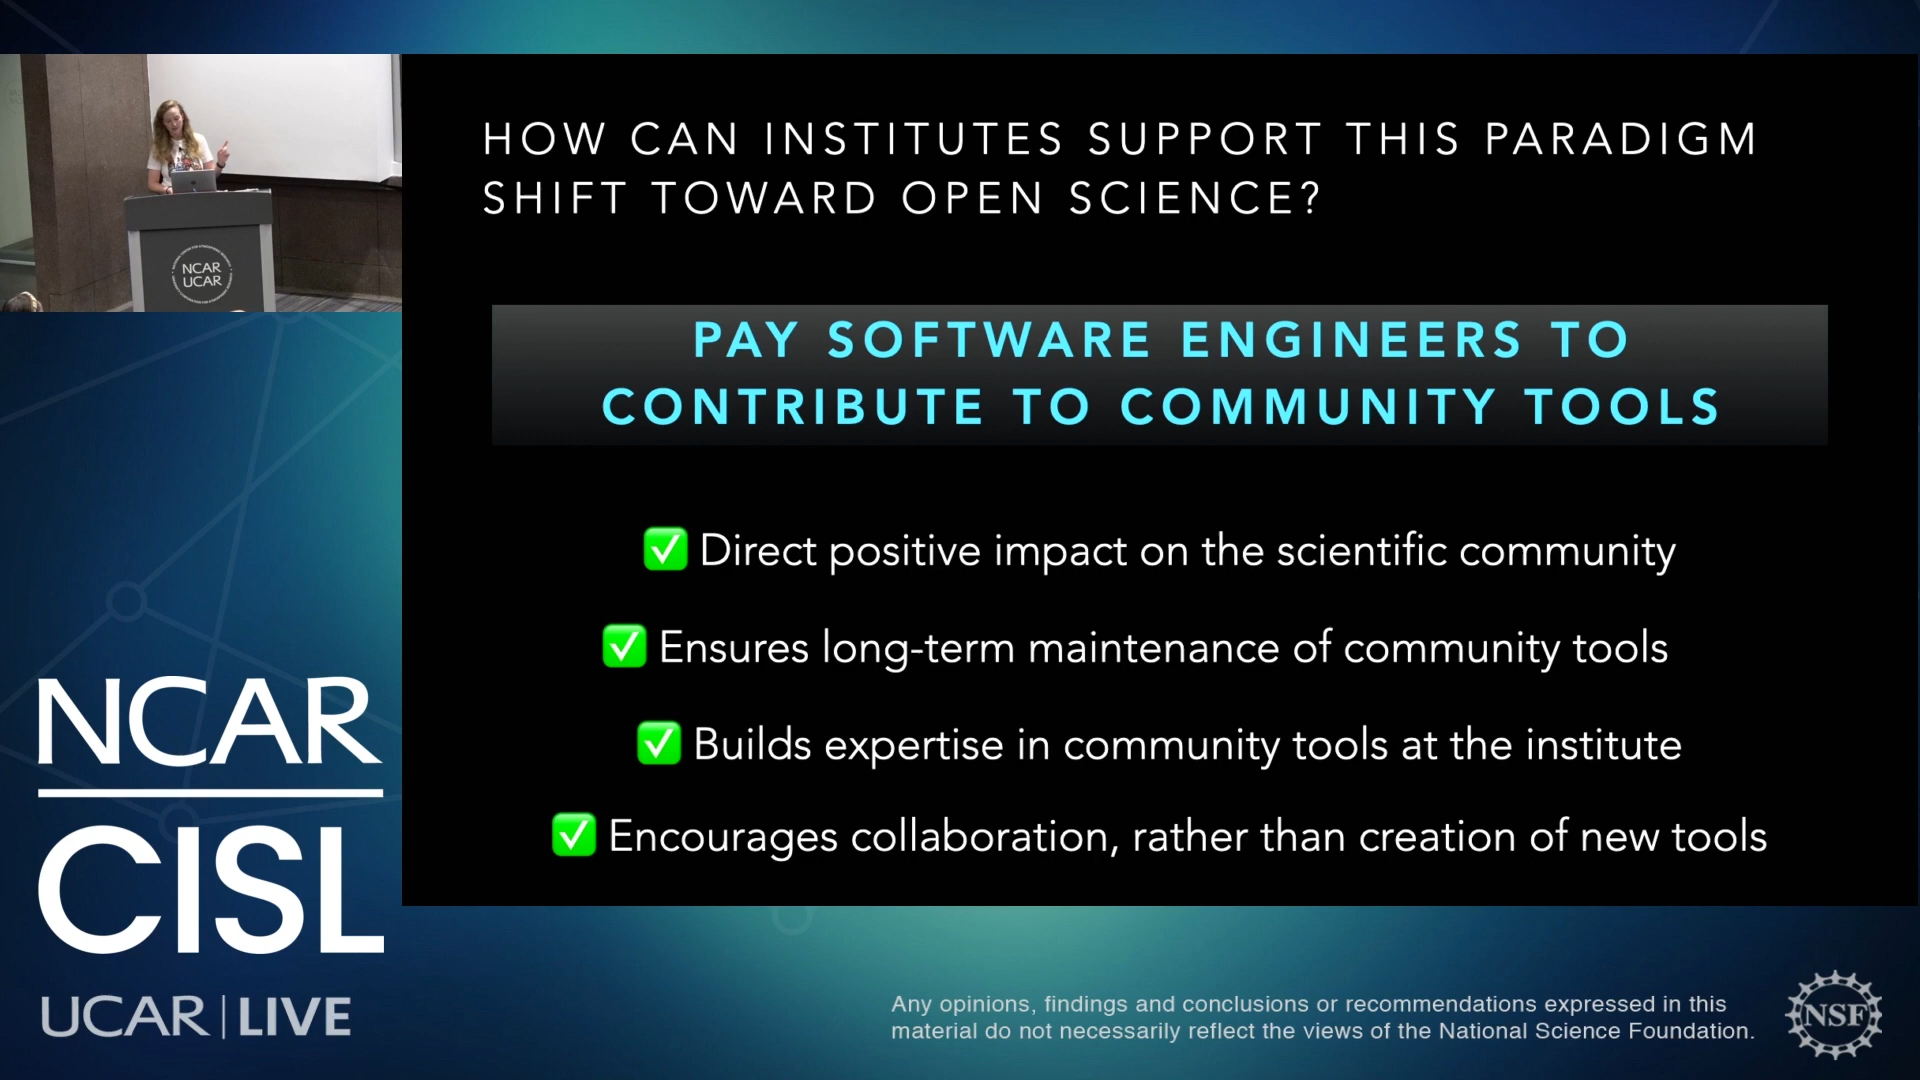 HOW CAN INSTITUTES SUPPORT THIS PARADIGM
SHIFT TOWARD OPEN SCIENCE?
PAY SOFTWARE ENGINEERS TO
CONTRIBUTE TO COMMUNITY TOOLS
✅ Direct positive impact on the scientific community
✅ Ensures long-term maintenance of community tools
✅ Builds expertise in community tools at the institute
✅ Encourages collaboration, rather than creation of new tools
NCAR
UCAR
NCAR
CISL
UCAR | LIVE
Any opinions, findings and conclusions or recommendations expressed in this
material do not necessarily reflect the views of the National Science Foundation.
NSF